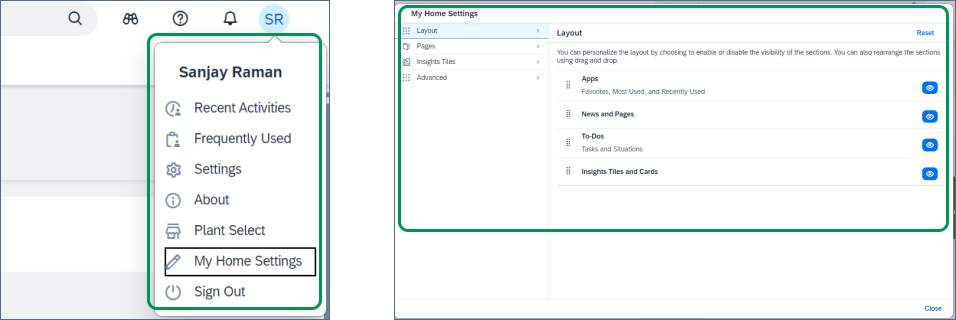 SR
Sanjay Raman
Recent Activities
Frequently Used
Settings
About
Plant Select
My Home Settings
Sign Out
My Home Settings
Layout
Pages
Insights Tiles
Advanced
Layout
Reset
You can personalize the layout by choosing to enable or disable the visibility of the sections. You can also rearrange the sections
using drag and drop.
Apps
Favorites, Most Used, and Recently Used
News and Pages
To-Dos
Tasks and Situations
Insights Tiles and Cards
Close